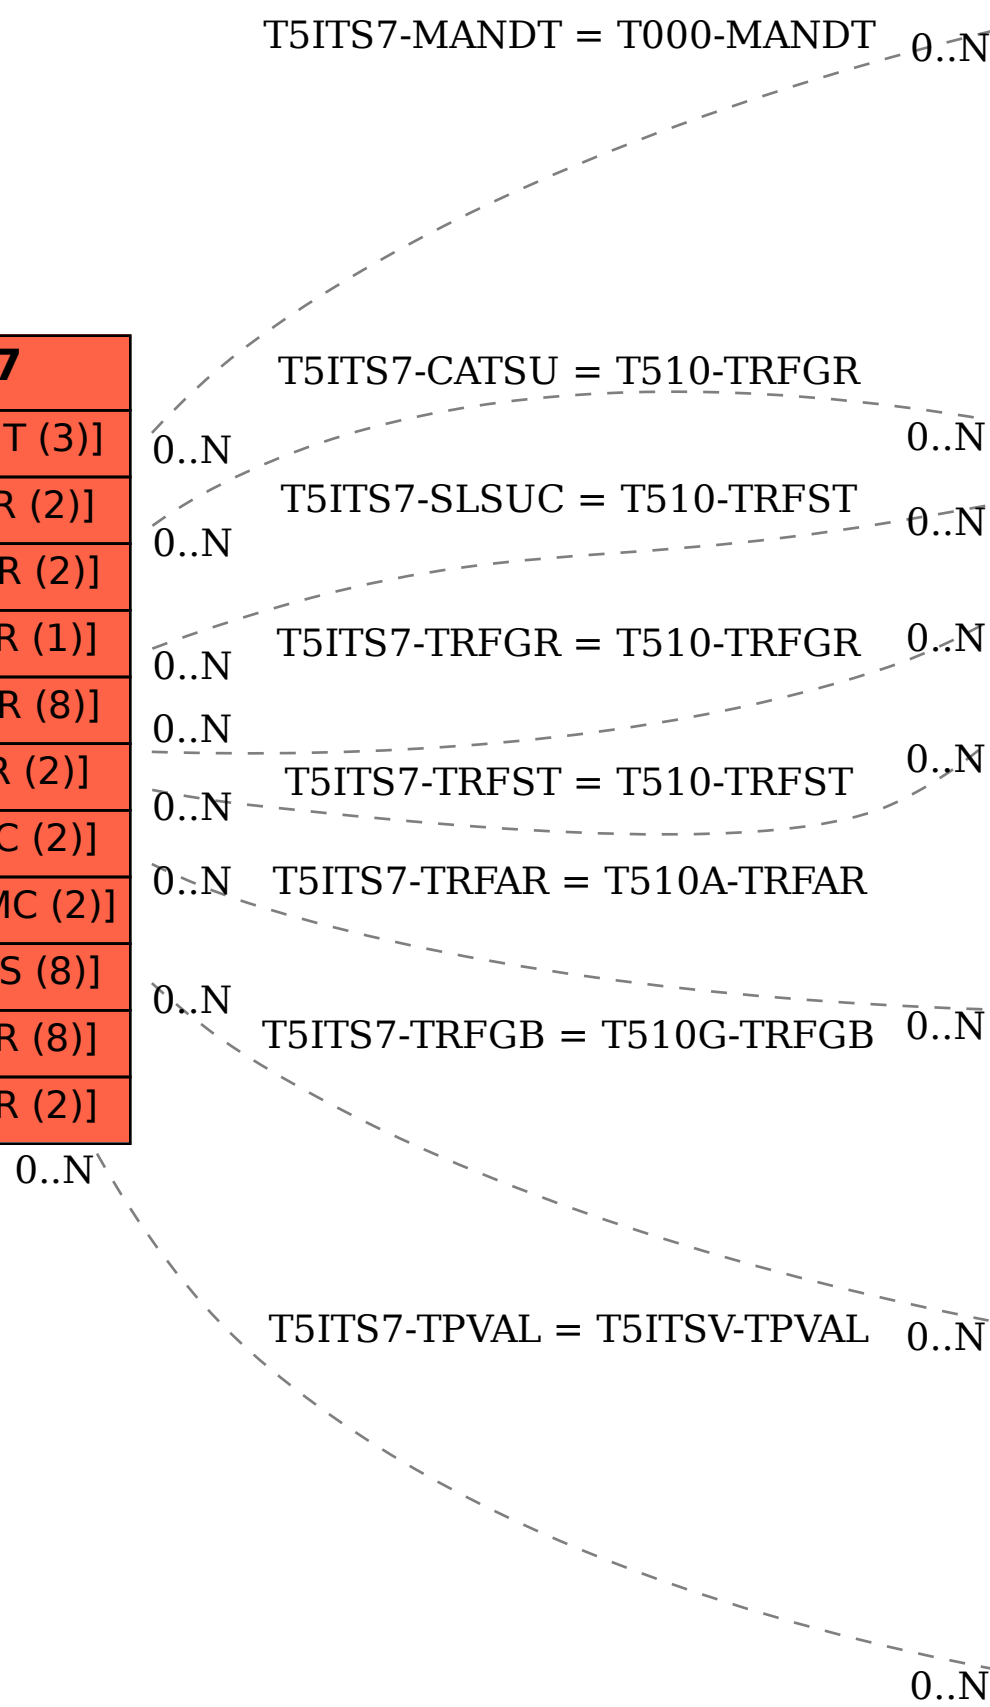 T5ITS7-MANDT = T000-MANDT
0..N
7
T5ITS7-CATSU = T510-TRFGR
T (3)]
0..N
0..N
R (2)]
T5ITS7-SLSUC = T510-TRFST
0..N
0..N
R (2)]
R (1)]
T5ITS7-TRFGR = T510-TRFGR
0..N
0..N
R (8)]
0..N
R (2)]
T5ITS7-TRFST = T510-TRFST
0..N
0..N
C (2)]
0..N
T5ITS7-TRFAR = T510A-TRFAR
MC (2)]
S (8)]
0..N
R (8)]
T5ITS7-TRFGB = T510G-TRFGB
0..N
R (2)]
0..N
T5ITS7-TPVAL = T5ITSV-TPVAL
0..N
0..N